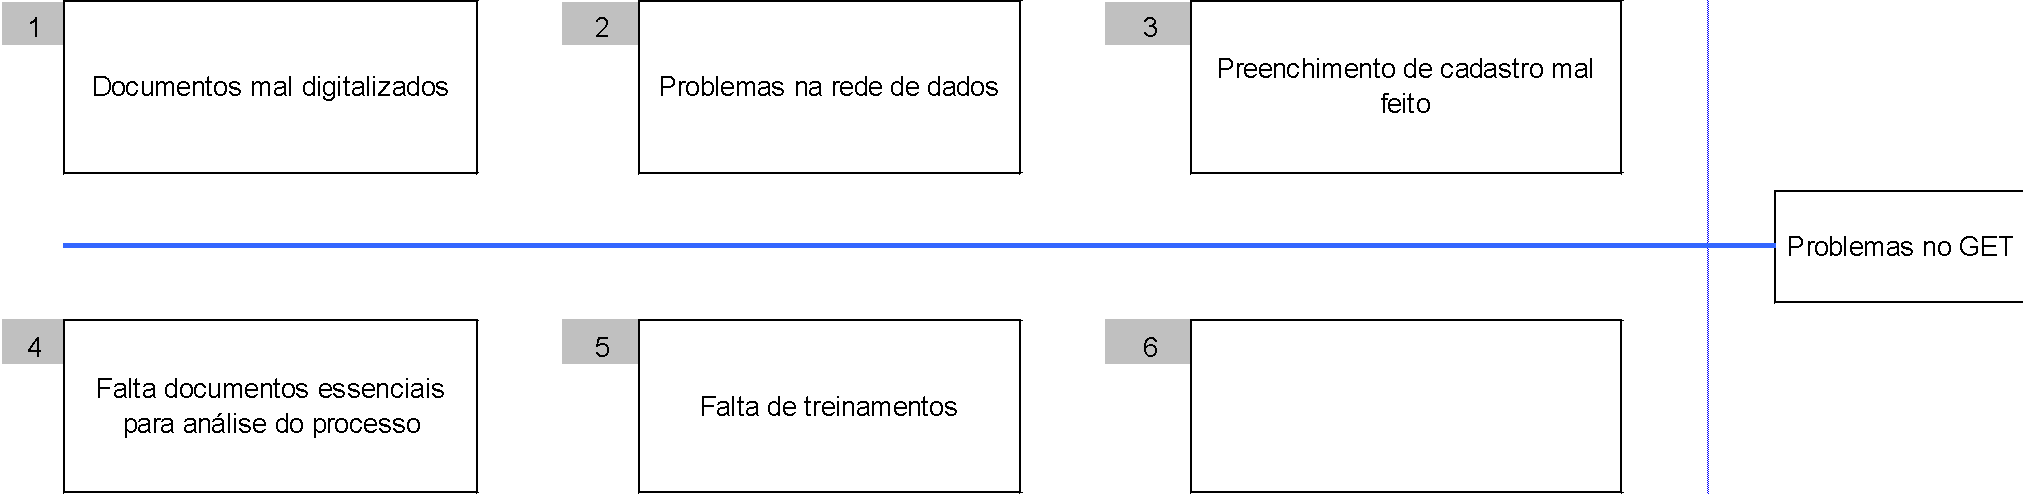 1
Documentos mal digitalizados
2
Problemas na rede de dados
3
Preenchimento de cadastro mal
feito
Problemas no GET
4
Falta documentos essenciais
para análise do processo
5
Falta de treinamentos
6